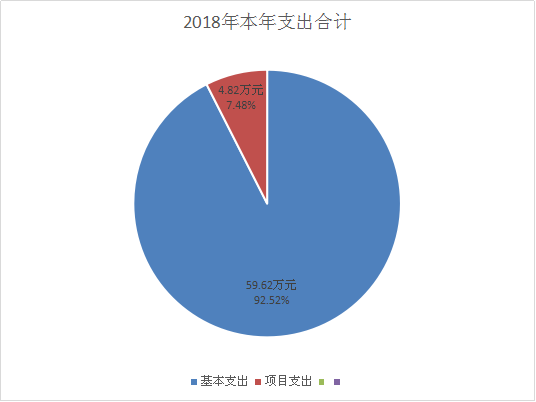 2018年本年支出合计
4.82万元
7.48%
59.62万元
92.52%
基本支出 项目支出